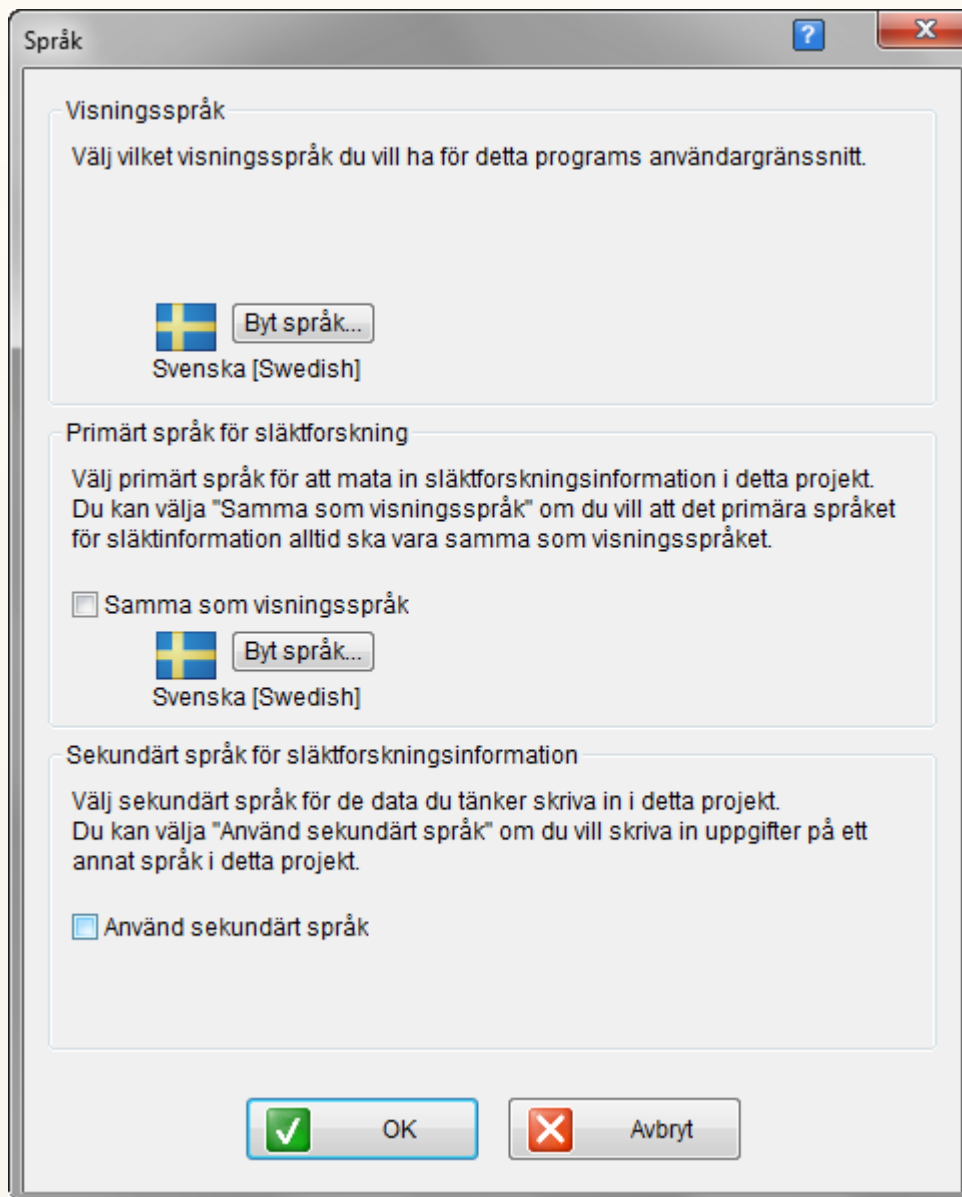 Språk
Visningsspråk
Välj vilket visningsspråk du vill ha för detta programs användargränssnitt.
Byt språk...
Svenska [Swedish]
Primärt språk för släktforskning
Välj primärt språk för att mata in släktforskningsinformation i detta projekt.
Du kan välja "Samma som visningsspråk" om du vill att det primära språket
för släktinformation alltid ska vara samma som visningsspråket.
Samma som visningsspråk
Byt språk...
Svenska [Swedish]
Sekundärt språk för släktforskningsinformation
Välj sekundärt språk för de data du tänker skriva in i detta projekt.
Du kan välja "Använd sekundärt språk" om du vill skriva in uppgifter på ett
annat språk i detta projekt.
Använd sekundärt språk
OK
Avbryt